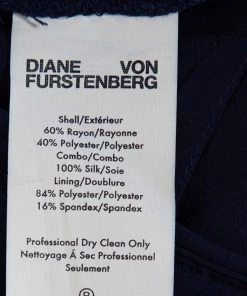 DIANE VON
FURSTENBERG
Shell/Extérieur
60% Rayon/Rayonne
40% Polyester/Polyester
Combo/Combo
100% Silk/Soie
Lining/Doublure
84% Polyester/Polyester
16% Spandex/Spandex
Professional Dry Clean Only
Nettoyage Á Sec Professionnel
Seulement